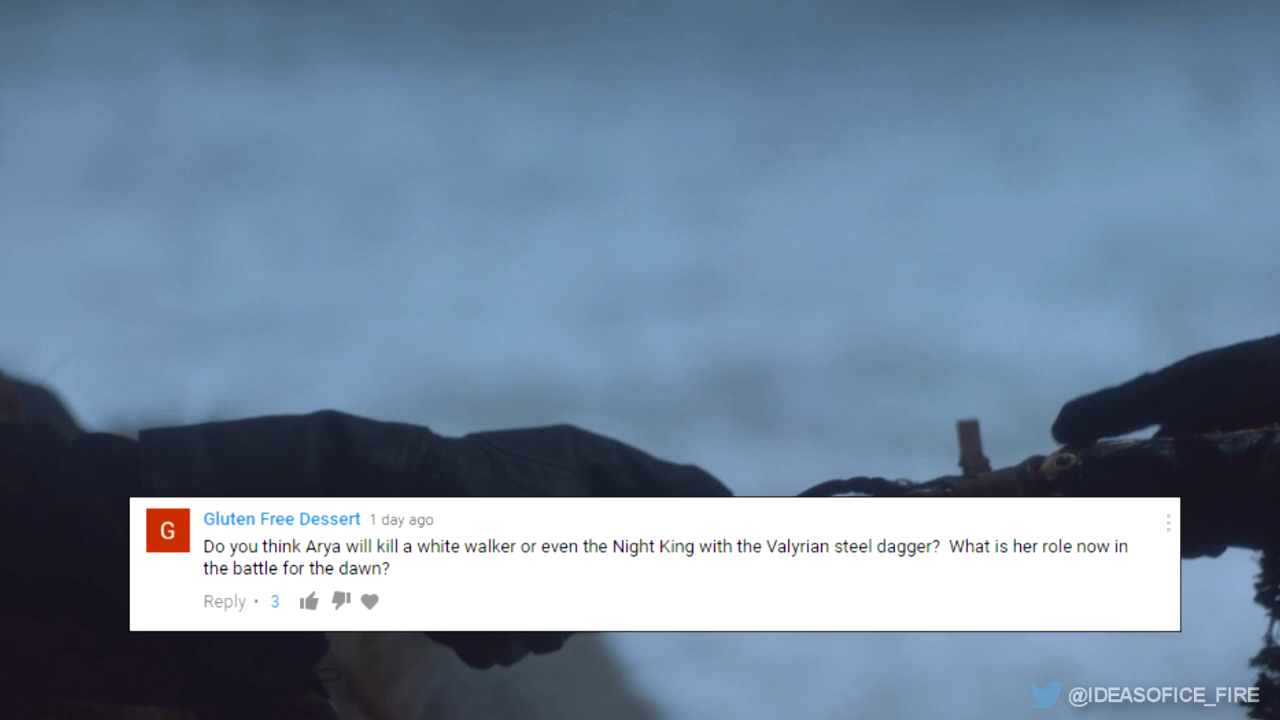 G
Gluten Free Dessert 1 day ago
Do you think Arya will kill a white walker or even the Night King with the Valyrian steel dagger?  What is her role now in
the battle for the dawn?
Reply • 3
@IDEASOFICE_FIRE